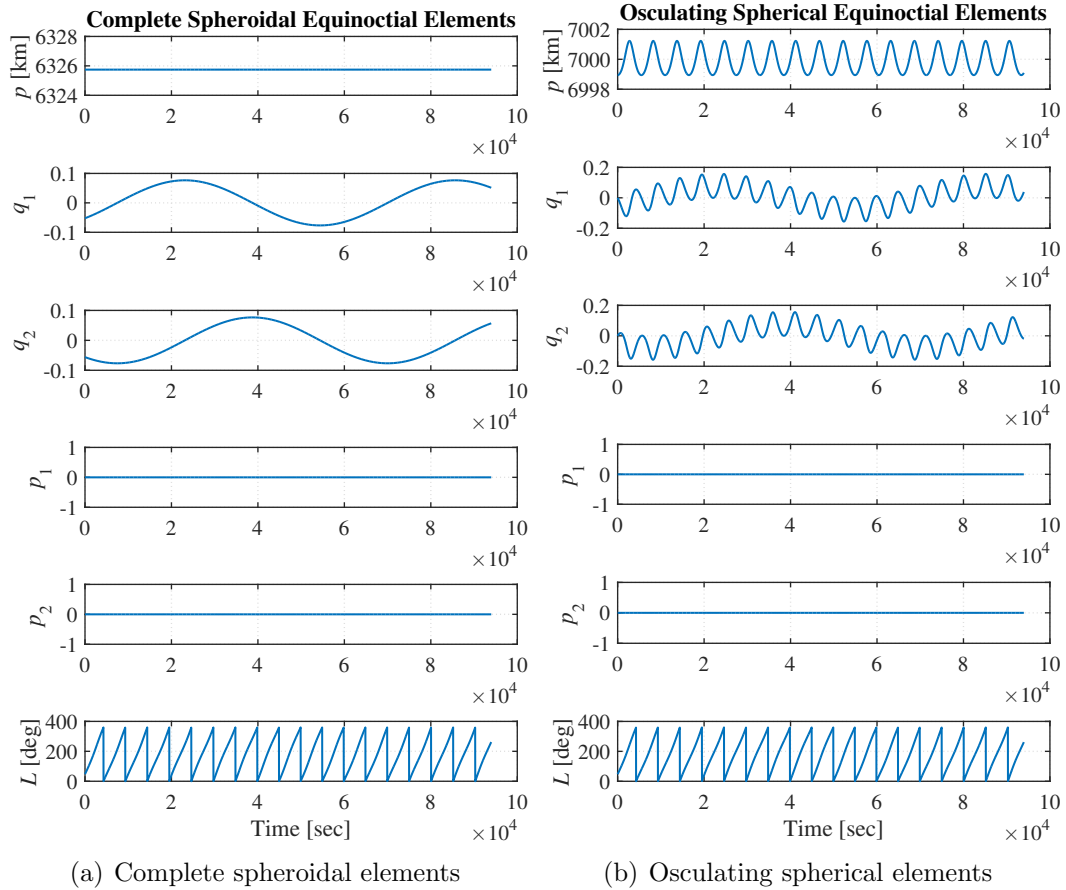 Complete Spheroidal Equinoctial Elements
p [km]
6328
6326
6324
0 2 4 6 8 10
×10^4
q_1
0.1
0
-0.1
0 2 4 6 8 10
×10^4
q_2
0.1
0
-0.1
0 2 4 6 8 10
×10^4
p_1
1
0
-1
0 2 4 6 8 10
×10^4
p_2
1
0
-1
0 2 4 6 8 10
×10^4
L [deg]
400
200
0
0 2 4 6 8 10
Time [sec]
×10^4
(a) Complete spheroidal elements
Osculating Spherical Equinoctial Elements
p [km]
7002
7000
6998
0 2 4 6 8 10
×10^4
q_1
0.2
0
-0.2
0 2 4 6 8 10
×10^4
q_2
0.2
0
-0.2
0 2 4 6 8 10
×10^4
p_1
1
0
-1
0 2 4 6 8 10
×10^4
p_2
1
0
-1
0 2 4 6 8 10
×10^4
L [deg]
400
200
0
0 2 4 6 8 10
Time [sec]
×10^4
(b) Osculating spherical elements